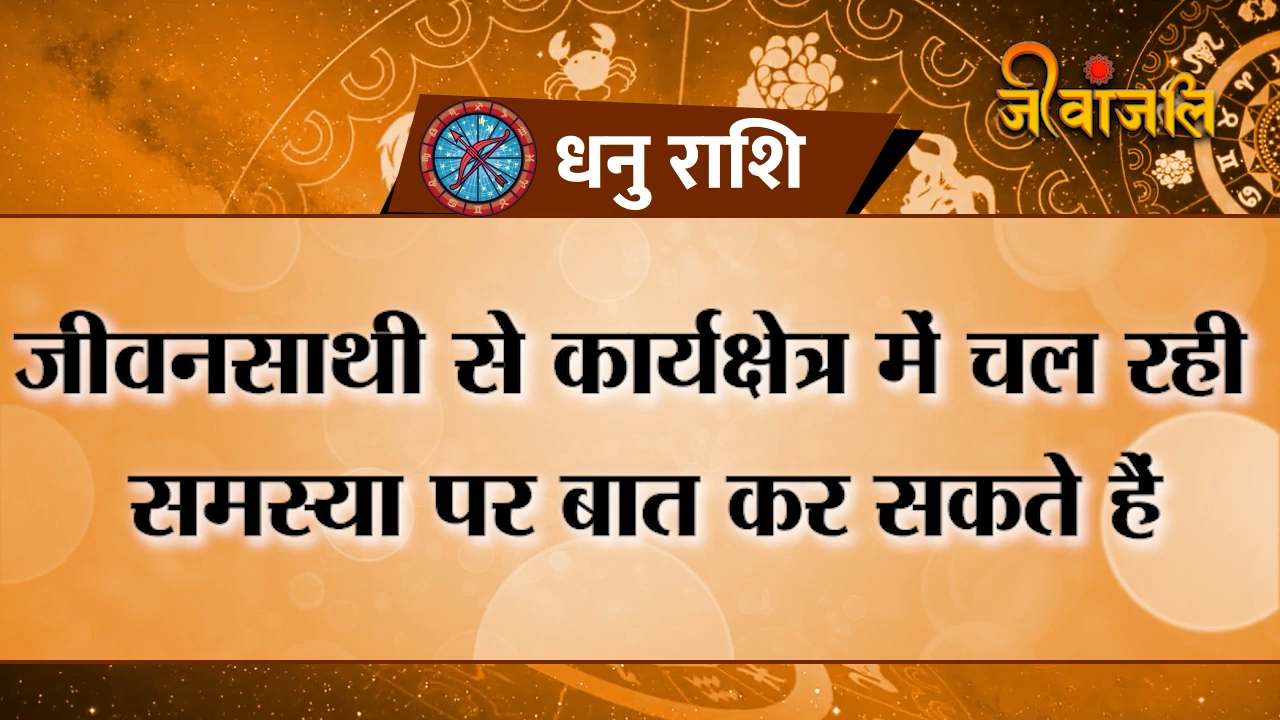 जीवांजलि
धनु राशि
जीवनसाथी से कार्यक्षेत्र में चल रही
समस्या पर बात कर सकते हैं